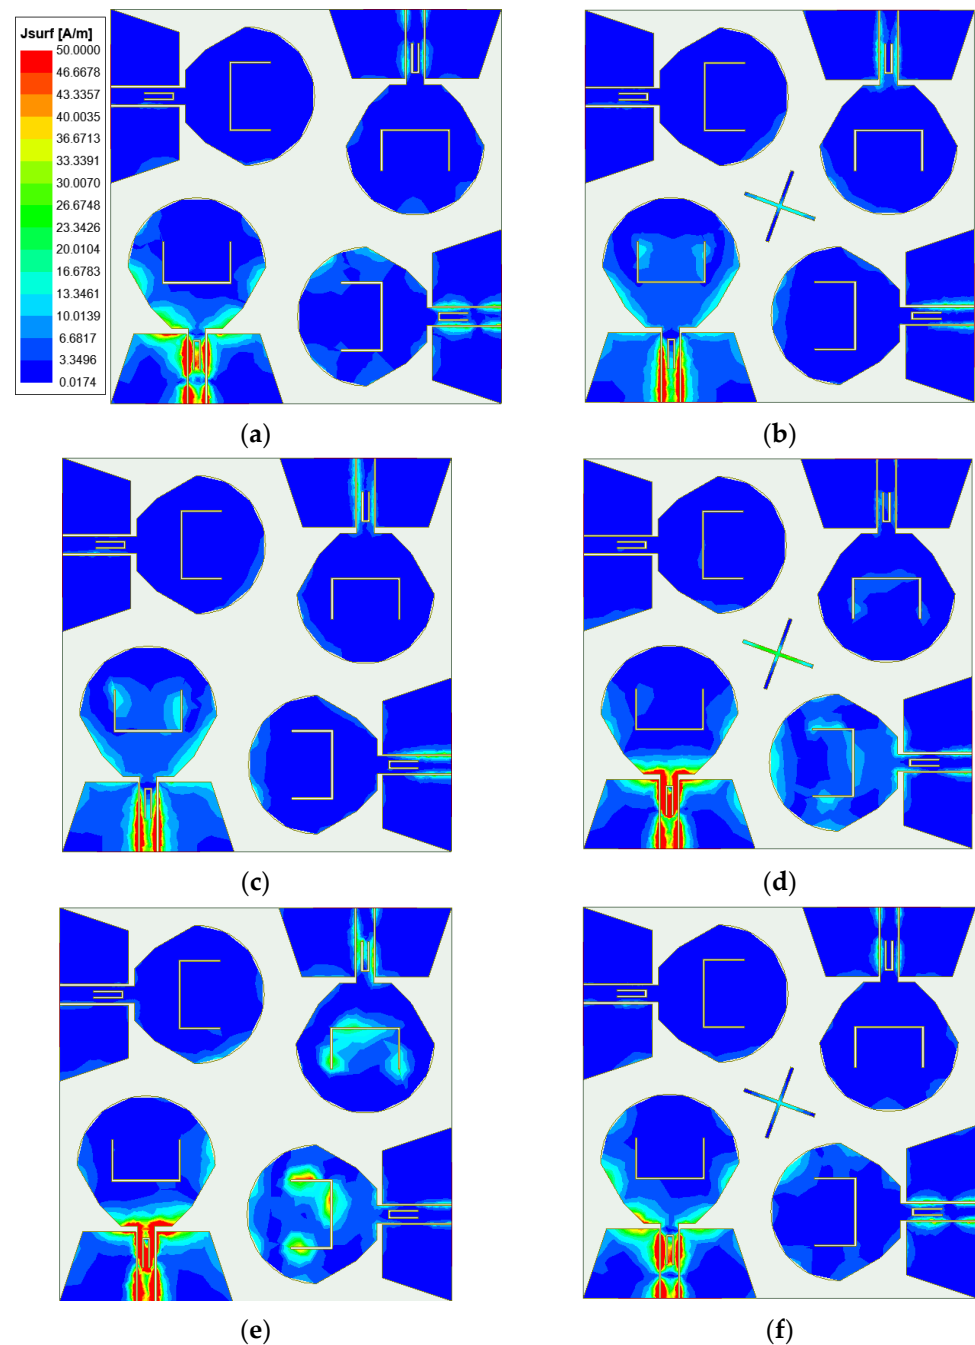 Jsurf [A/m]
50.0000
46.6678
43.3357
40.0035
36.6713
33.3391
30.0070
26.6748
23.3426
20.0104
16.6783
13.3461
10.0139
6.6817
3.3496
0.0174
(a)
(b)
(c)
(d)
(e)
(f)